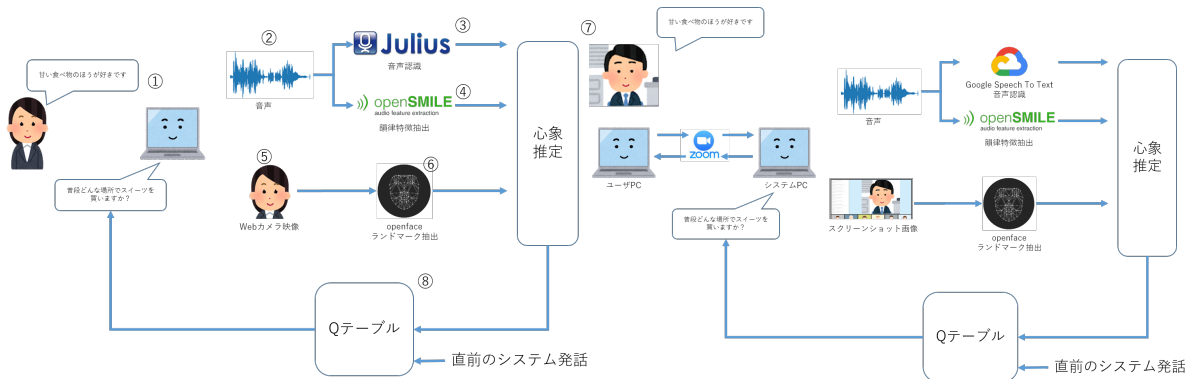 甘い食べ物のほうが好きです
①
普段どんな場所でスイーツを
買いますか？
②
音声
Julius
音声認識
③
openSMILE
audio feature extraction
韻律特徴抽出
④
⑤
Webカメラ映像
⑥
openface
ランドマーク抽出
心象
推定
⑦
Qテーブル
⑧
直前のシステム発話
甘い食べ物のほうが好きです
ユーザPC
zoom
システムPC
普段どんな場所でスイーツを
買いますか？
音声
Google Speech To Text
音声認識
openSMILE
audio feature extraction
韻律特徴抽出
スクリーンショット画像
openface
ランドマーク抽出
心象
推定
Qテーブル
直前のシステム発話